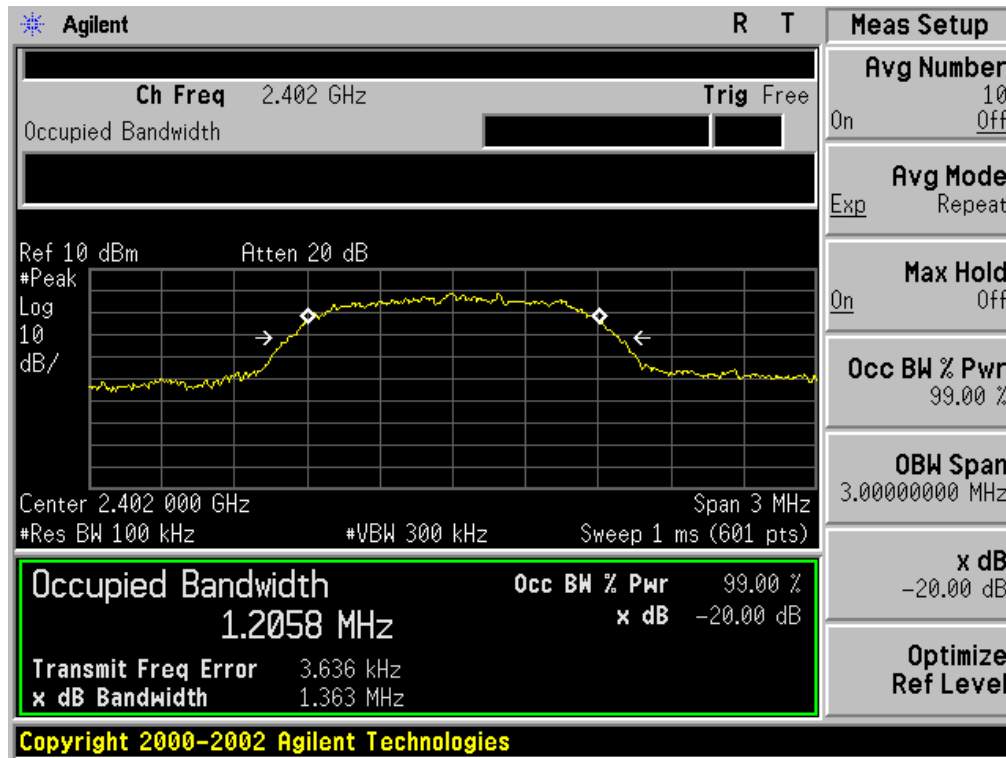 Agilent R T
Ch Freq 2.402 GHz Trig Free
Occupied Bandwidth
Ref 10 dBm Atten 20 dB
#Peak
Log
10
dB/
Center 2.402 000 GHz Span 3 MHz
#Res BW 100 kHz #VBW 300 kHz Sweep 1 ms (601 pts)
Occupied Bandwidth
1.2058 MHz
Occ BW % Pwr 99.00 %
x dB -20.00 dB
Transmit Freq Error 3.636 kHz
x dB Bandwidth 1.363 MHz
Copyright 2000-2002 Agilent Technologies
Meas Setup
Avg Number
10
On Off
Avg Mode
Exp Repeat
Max Hold
On Off
Occ BW % Pwr
99.00 %
OBW Span
3.00000000 MHz
x dB
-20.00 dB
Optimize
Ref Level